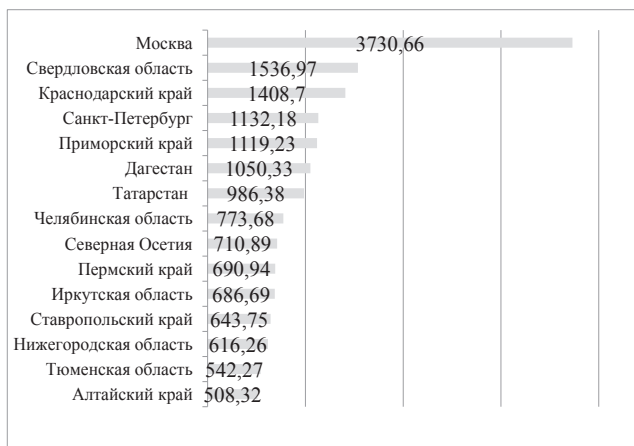 Москва 3730,66
Свердловская область 1536,97
Краснодарский край 1408,7
Санкт-Петербург 1132,18
Приморский край 1119,23
Дагестан 1050,33
Татарстан 986,38
Челябинская область 773,68
Северная Осетия 710,89
Пермский край 690,94
Иркутская область 686,69
Ставропольский край 643,75
Нижегородская область 616,26
Тюменская область 542,27
Алтайский край 508,32